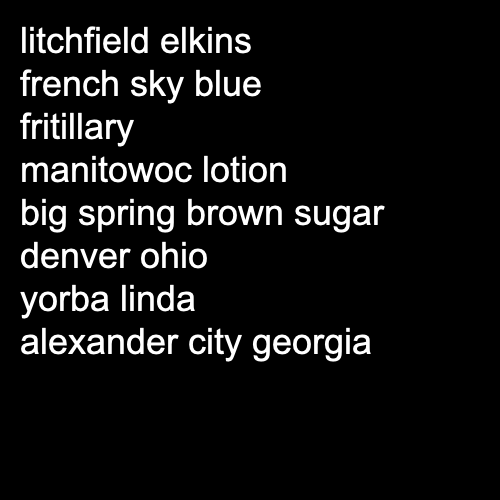 litchfield elkins
french sky blue
fritillary
manitowoc lotion
big spring brown sugar
denver ohio
yorba linda
alexander city georgia